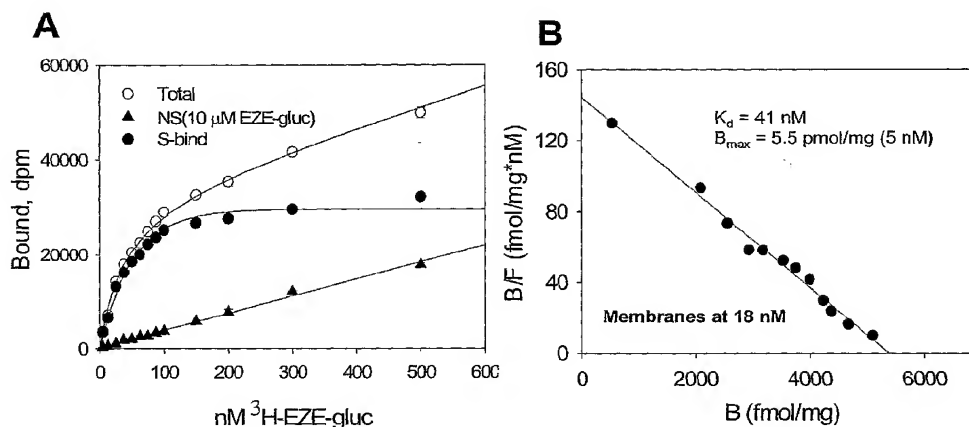 A
Bound, dpm
60000
40000
20000
0
Total
NS(10 μM EZE-gluc)
S-bind
0 100 200 300 400 500 600
nM ³H-EZE-gluc
B
B/F (fmol/mg*nM)
160
120
80
40
0
K_d = 41 nM
B_max = 5.5 pmol/mg (5 nM)
Membranes at 18 nM
0 2000 4000 6000
B (fmol/mg)